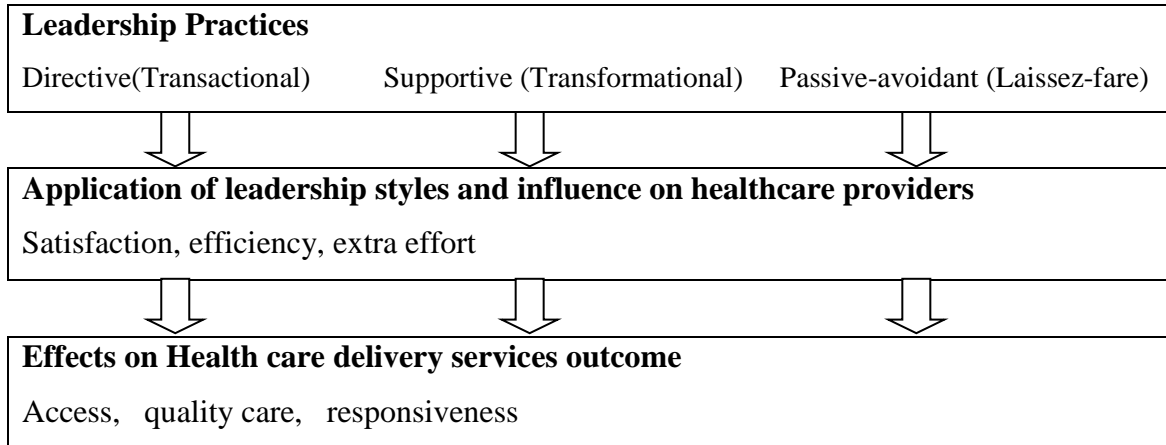 Leadership Practices
Directive(Transactional) Supportive (Transformational) Passive-avoidant (Laissez-fare)
Application of leadership styles and influence on healthcare providers
Satisfaction, efficiency, extra effort
Effects on Health care delivery services outcome
Access, quality care, responsiveness